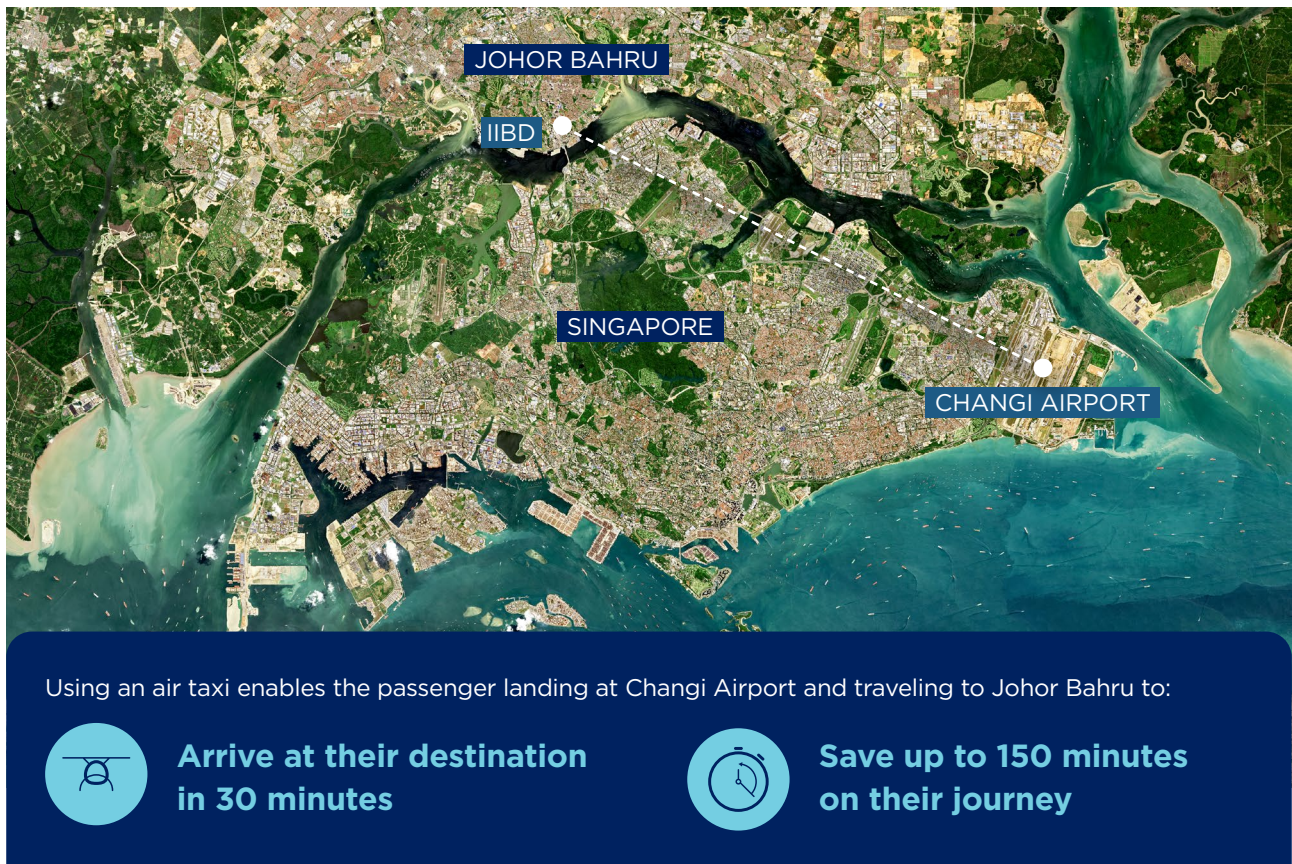 JOHOR BAHRU
IIBD
SINGAPORE
CHANGI AIRPORT
Using an air taxi enables the passenger landing at Changi Airport and traveling to Johor Bahru to:
Arrive at their destination
in 30 minutes
Save up to 150 minutes
on their journey